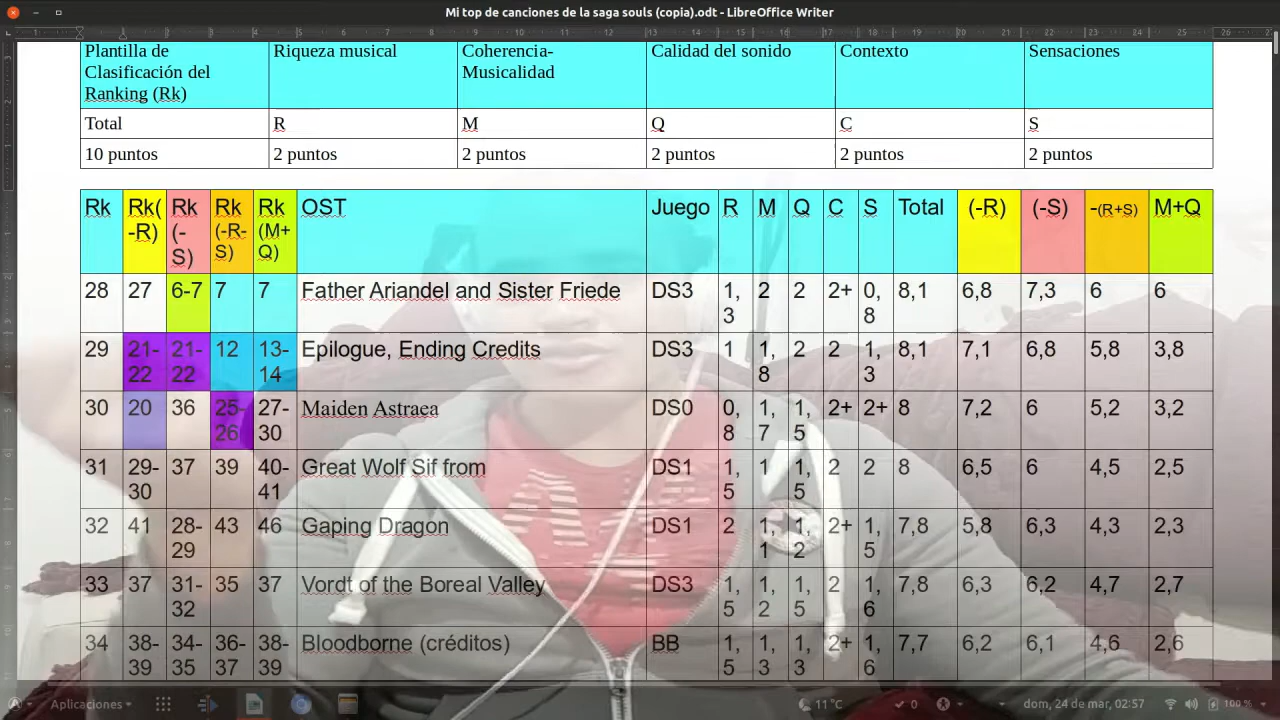 Mi top de canciones de la saga souls (copia).odt - LibreOffice Writer
Plantilla de Clasificación del Ranking (Rk) Riqueza musical Coherencia-Musicalidad Calidad del sonido Contexto Sensaciones
Total R M Q C S
10 puntos 2 puntos 2 puntos 2 puntos 2 puntos 2 puntos
Rk Rk(-R) Rk (-S) Rk (-R-S) Rk (M+Q) OST Juego R M Q C S Total (-R) (-S) -(R+S) M+Q
28 27 6-7 7 7 Father Ariandel and Sister Friede DS3 1,3 2 2 2+ 0,8 8,1 6,8 7,3 6 6
29 21-22 21-22 12 13-14 Epilogue, Ending Credits DS3 1 1,8 2 2 1,3 8,1 7,1 6,8 5,8 3,8
30 20 36 25-26 27-30 Maiden Astraea DS0 0,8 1,7 1,5 2+ 2+ 8 7,2 6 5,2 3,2
31 29-30 37 39 40-41 Great Wolf Sif from DS1 1,5 1 1,5 2 2 8 6,5 6 4,5 2,5
32 41 28-29 43 46 Gaping Dragon DS1 2 1,1 1,2 2+ 1,5 7,8 5,8 6,3 4,3 2,3
33 37 31-32 35 37 Vordt of the Boreal Valley DS3 1,5 1,2 1,5 2 1,6 7,8 6,3 6,2 4,7 2,7
34 38-39 34-35 36-37 38-39 Bloodborne (créditos) BB 1,5 1,3 1,3 2+ 1,6 7,7 6,2 6,1 4,6 2,6
Aplicaciones 11°C 0 dom, 24 de mar, 02:57 100 %